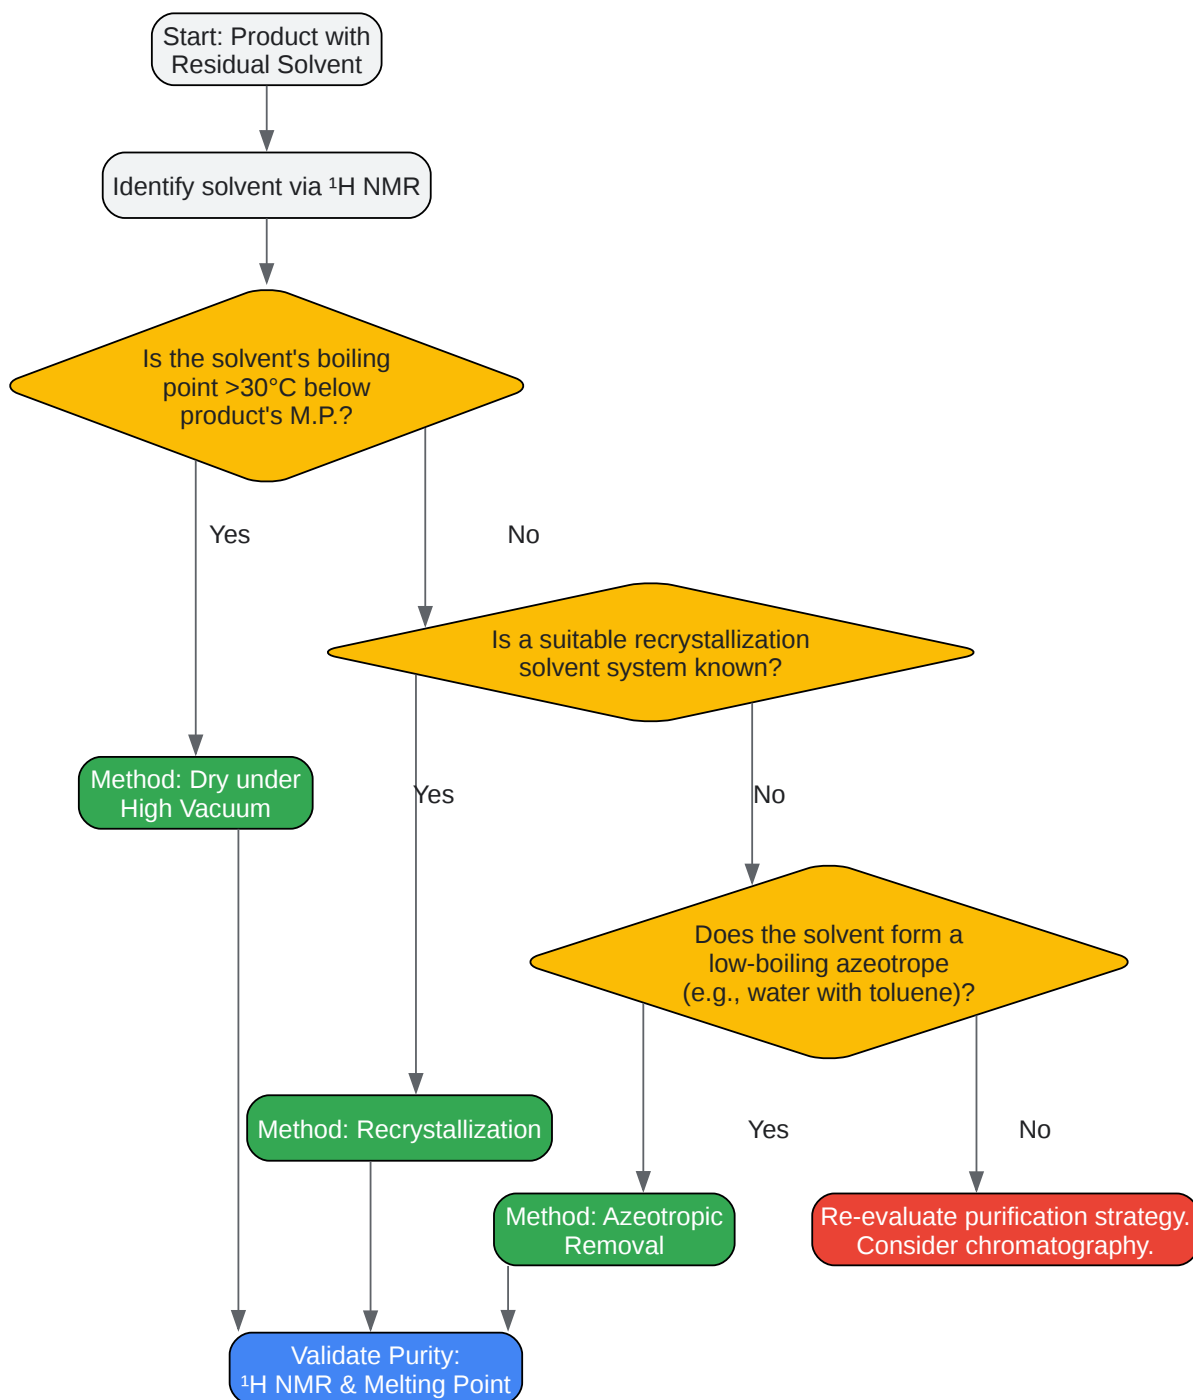 Start: Product with
Residual Solvent
Identify solvent via ¹H NMR
Is the solvent's boiling
point >30°C below
product's M.P.?
Yes
No
Is a suitable recrystallization
solvent system known?
Method: Dry under
High Vacuum
Yes
No
Does the solvent form a
low-boiling azeotrope
(e.g., water with toluene)?
Method: Recrystallization
Yes
No
Method: Azeotropic
Removal
Re-evaluate purification strategy.
Consider chromatography.
Validate Purity:
¹H NMR & Melting Point